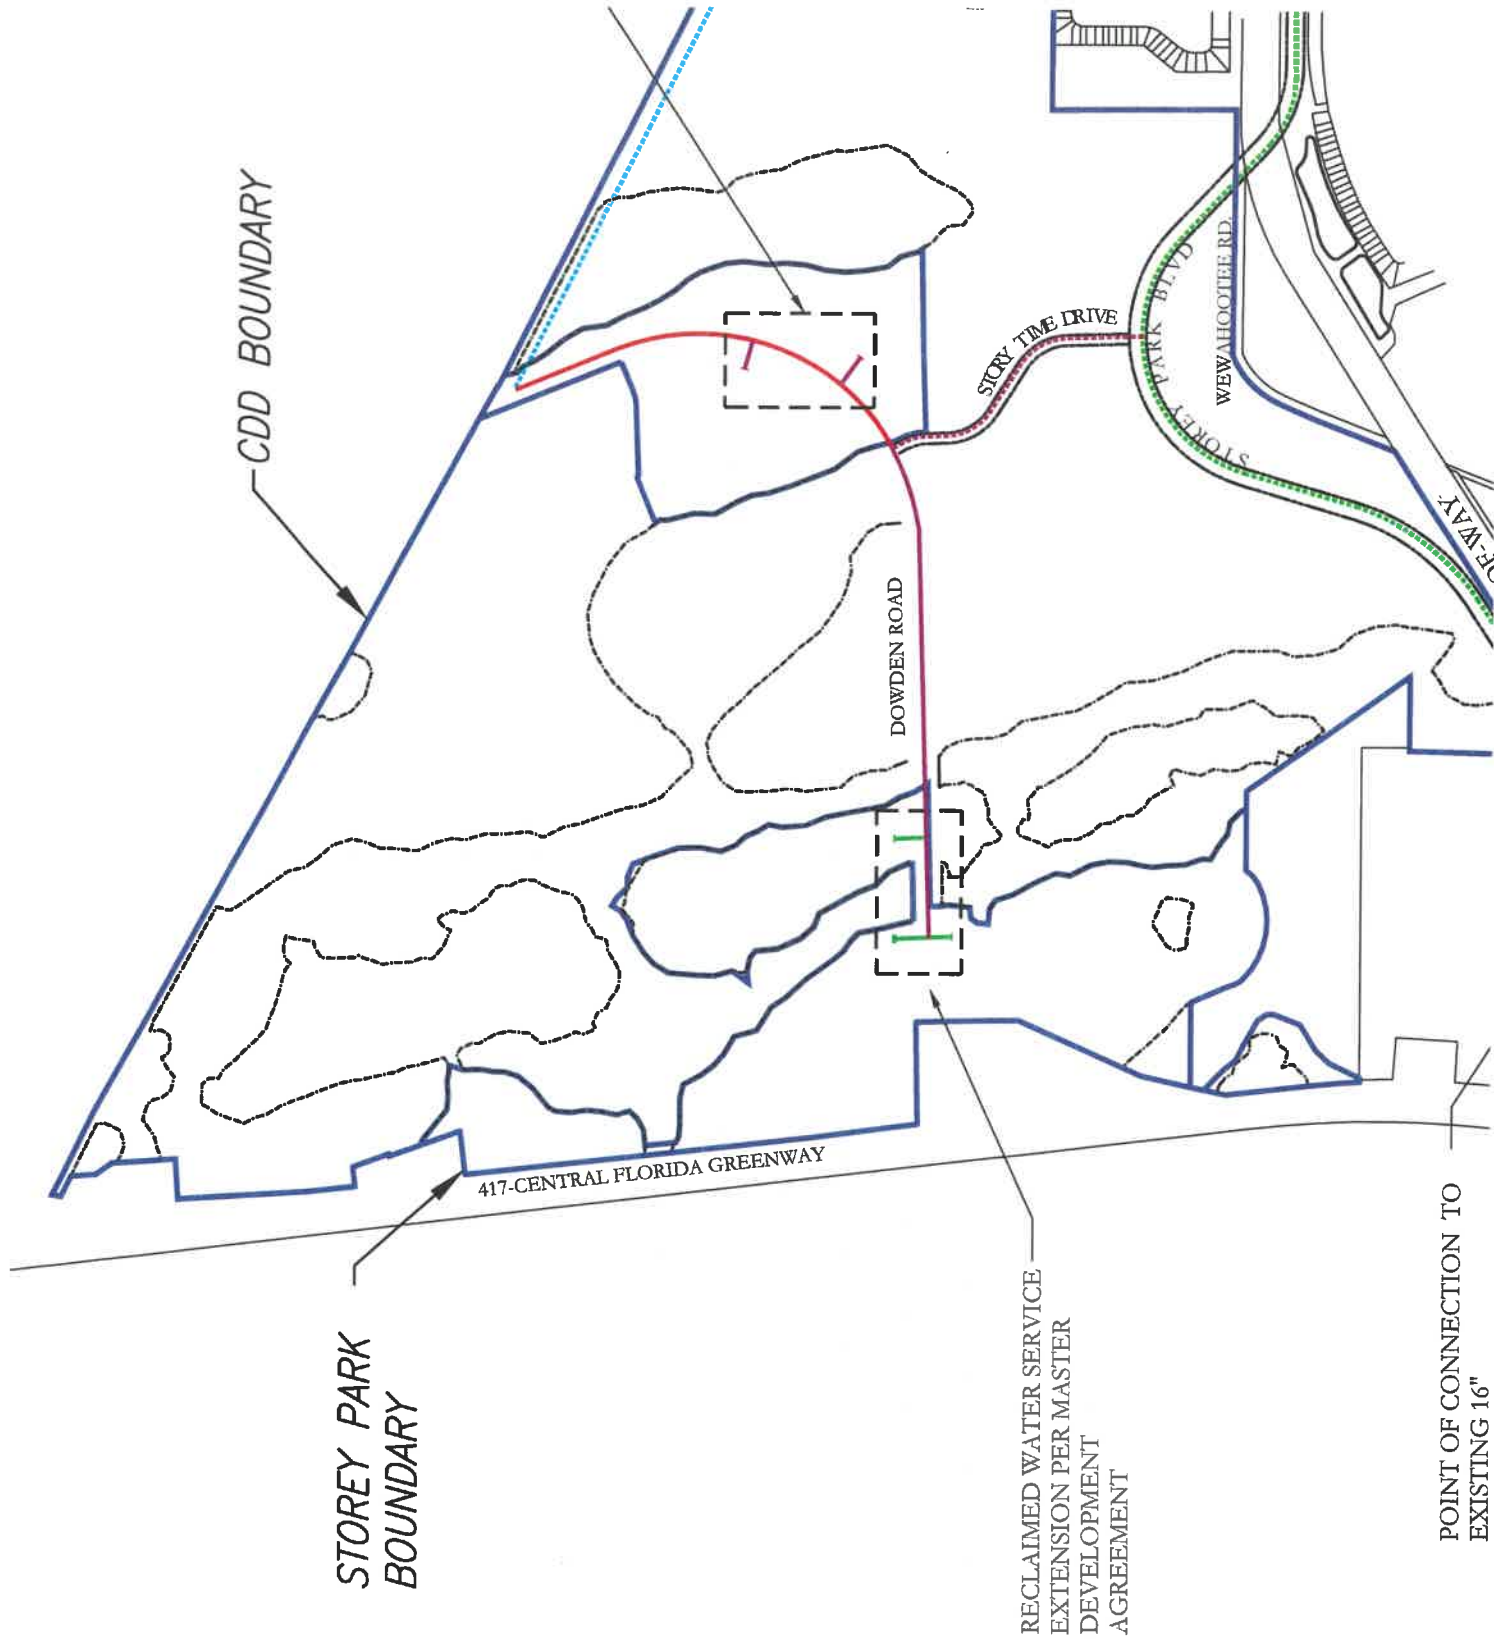 CDD BOUNDARY
STOREY PARK
BOUNDARY
417-CENTRAL FLORIDA GREENWAY
DOWDEN ROAD
STORY TIME DRIVE
STOREY PARK BLVD
WEWAHOOTEE RD.
OF-WAY
RECLAIMED WATER SERVICE
EXTENSION PER MASTER
DEVELOPMENT
AGREEMENT
POINT OF CONNECTION TO
EXISTING 16"